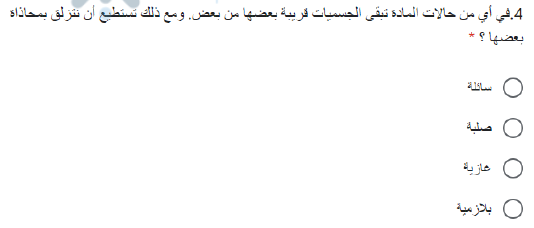 4.في أي من حالات المادة تبقى الجسميات قريبة بعضها من بعض, ومع ذلك تستطيع أن تنزلق بمحاذاة
بعضها ؟ *
سائلة
صلبة
غازية
بلازمية